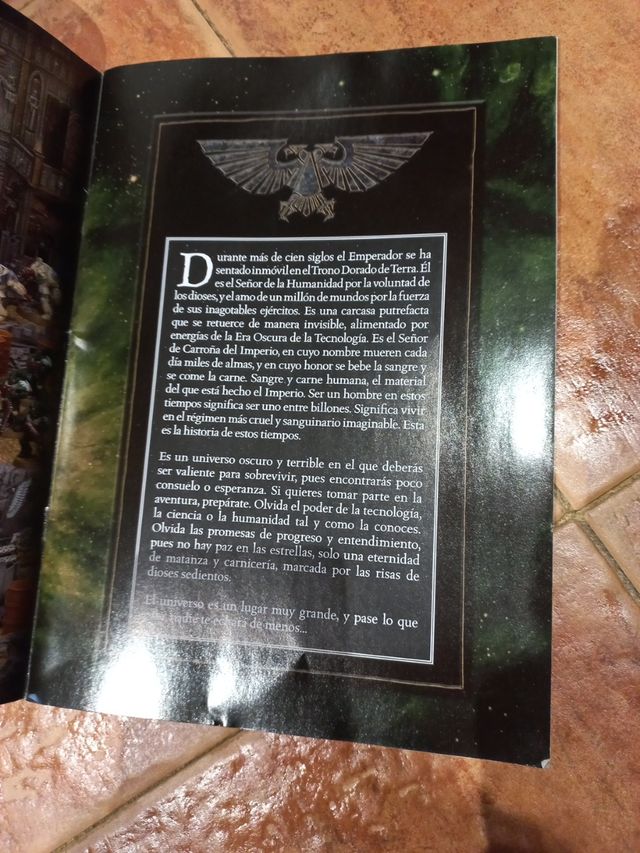 Durante más de cien siglos el Emperador se ha
sentado inmóvil en el Trono Dorado de Terra. Él
es el Señor de la Humanidad por la voluntad de
los dioses, y el amo de un millón de mundos por la fuerza
de sus inagotables ejércitos. Es una carcasa putrefacta
que se retuerce de manera invisible, alimentado por
energías de la Era Oscura de la Tecnología. Es el Señor
de Carroña del Imperio, en cuyo nombre mueren cada
día miles de almas, y en cuyo honor se bebe la sangre y
se come la carne. Sangre y carne humana, el material
del que está hecho el Imperio. Ser un hombre en estos
tiempos significa ser uno entre billones. Significa vivir
en el régimen más cruel y sanguinario imaginable. Esta
es la historia de estos tiempos.
Es un universo oscuro y terrible en el que deberás
ser valiente para sobrevivir, pues encontrarás poco
consuelo o esperanza. Si quieres tomar parte en la
aventura, prepárate. Olvida el poder de la tecnología,
la ciencia o la humanidad tal y como la conoces.
Olvida las promesas de progreso y entendimiento,
pues no hay paz en las estrellas, solo una eternidad
de matanza y carnicería, marcada por las risas de
dioses sedientos.
El universo es un lugar muy grande, y pase lo que
te echará de menos...